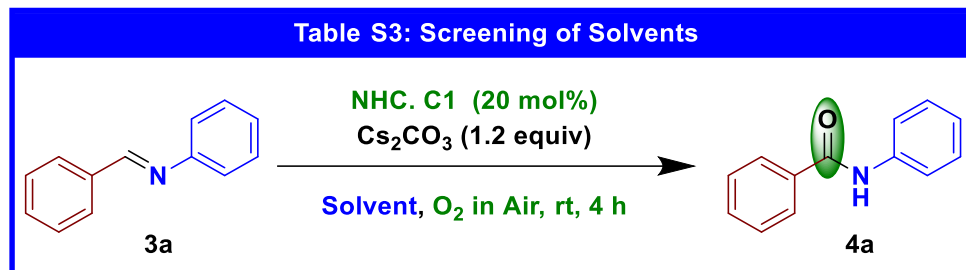 Table S3: Screening of Solvents
NHC. C1 (20 mol%)
Cs₂CO₃ (1.2 equiv)
Solvent, O₂ in Air, rt, 4 h
N
3a
O
N
H
4a